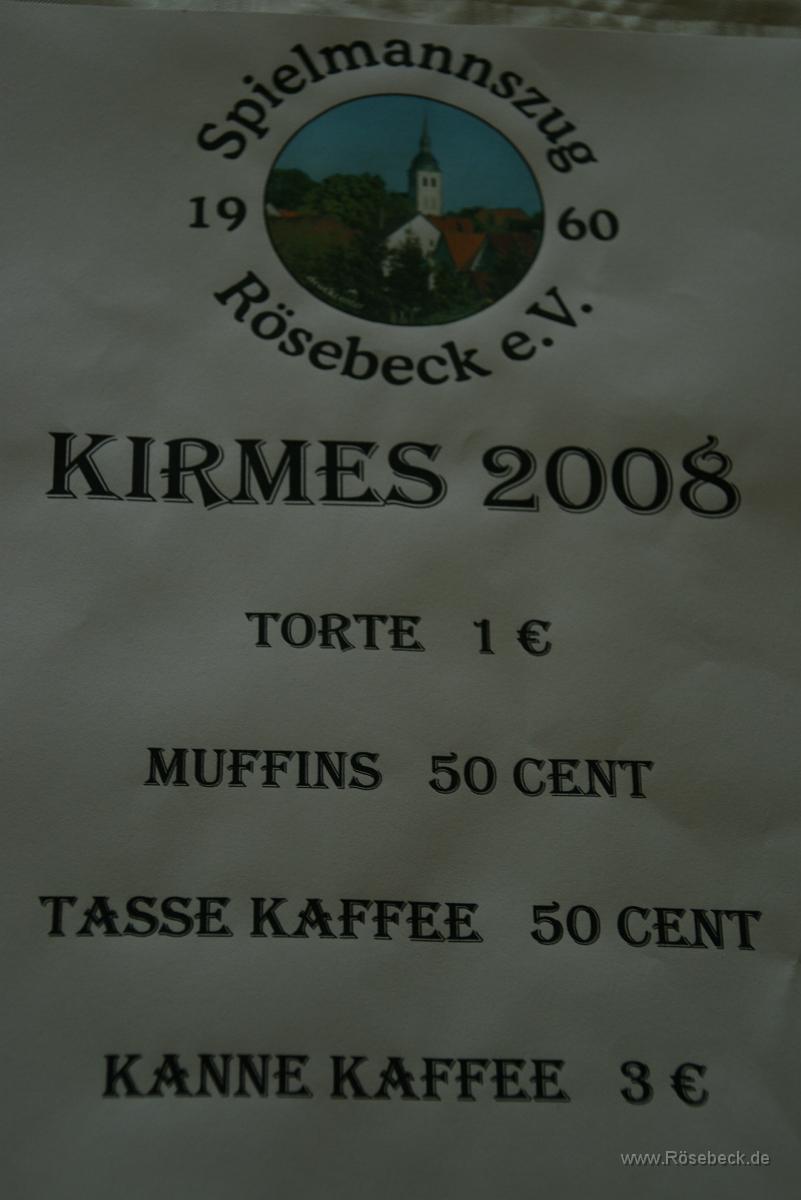 Spielmannszug
19 60
Rösebeck e.V.
KIRMES 2008
TORTE 1 €
MUFFINS 50 CENT
TASSE KAFFEE 50 CENT
KANNE KAFFEE 3 €
www.Rösebeck.de